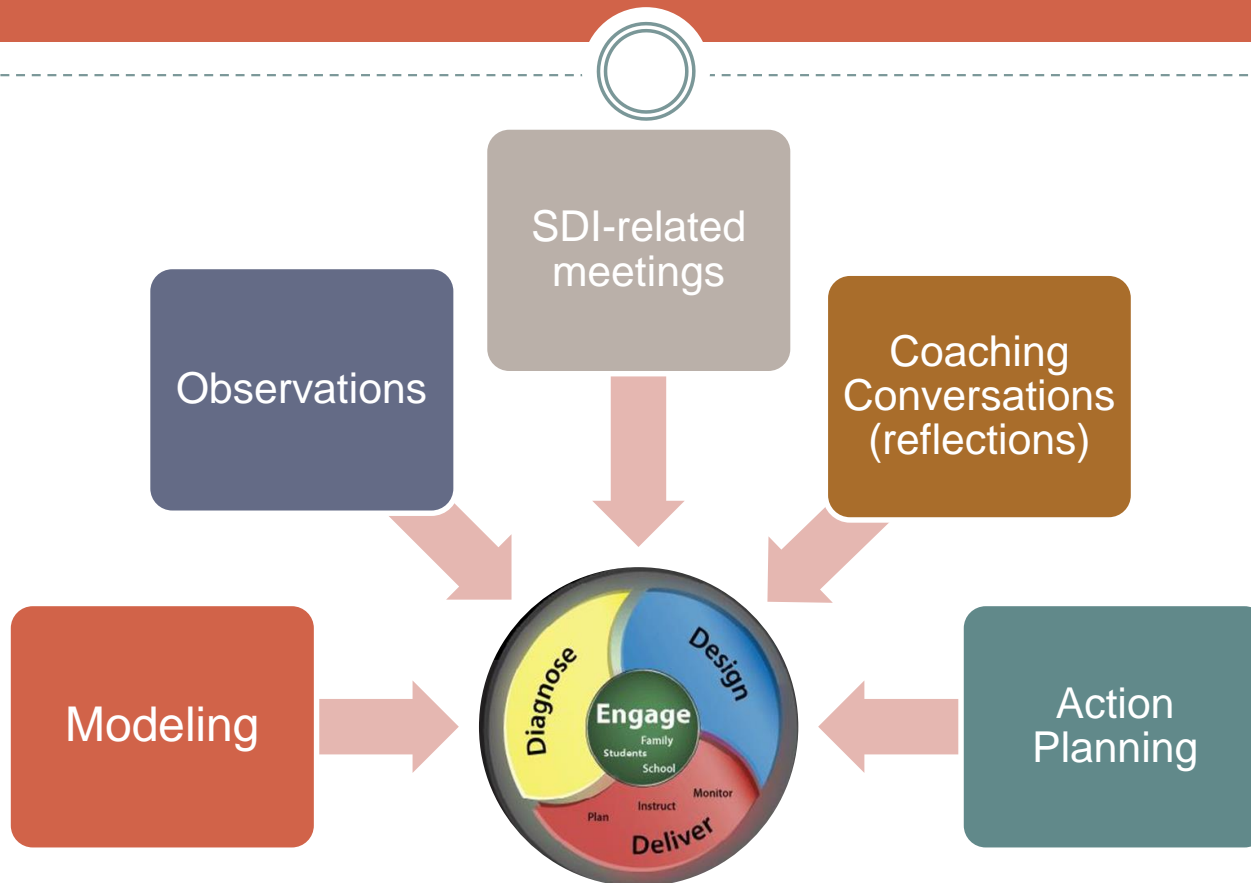 SDI-related
meetings
Observations
Coaching
Conversations
(reflections)
Modeling
Action
Planning
Diagnose
Design
Engage
Family
Students
School
Plan
Instruct
Monitor
Deliver